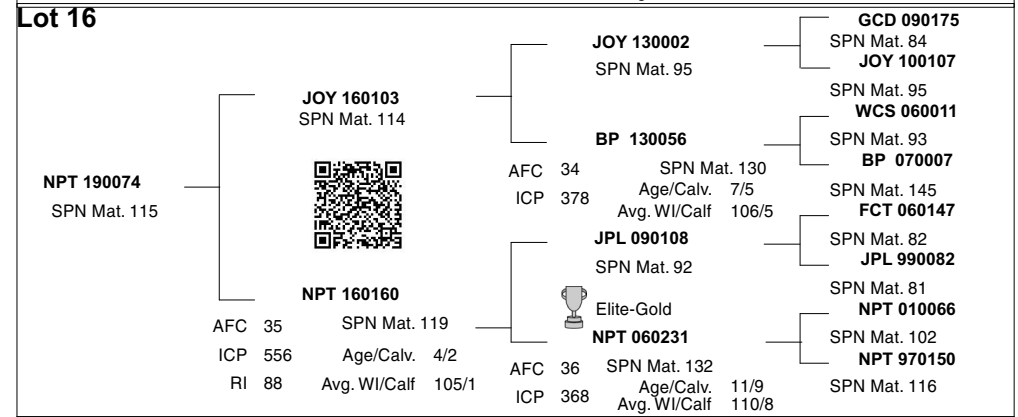 Lot 16
GCD 090175
JOY 130002
SPN Mat. 84
JOY 100107
SPN Mat. 95
SPN Mat. 95
JOY 160103
WCS 060011
SPN Mat. 114
BP 130056
SPN Mat. 93
BP 070007
AFC 34 SPN Mat. 130
NPT 190074
ICP 378 Age/Calv. 7/5
SPN Mat. 145
SPN Mat. 115
Avg. WI/Calf 106/5
FCT 060147
JPL 090108
SPN Mat. 82
JPL 990082
SPN Mat. 92
SPN Mat. 81
NPT 160160
Elite-Gold
NPT 010066
AFC 35 SPN Mat. 119
NPT 060231
SPN Mat. 102
ICP 556 Age/Calv. 4/2
NPT 970150
AFC 36 SPN Mat. 132
RI 88 Avg. WI/Calf 105/1
Age/Calv. 11/9
SPN Mat. 116
ICP 368 Avg. WI/Calf 110/8